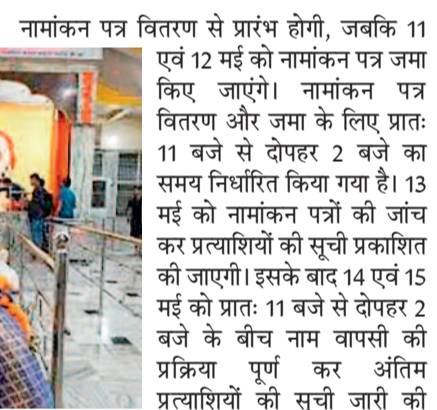 नामांकन पत्र वितरण से प्रारंभ होगी, जबकि 11
एवं 12 मई को नामांकन पत्र जमा
किए जाएंगे। नामांकन पत्र
वितरण और जमा के लिए प्रातः
11 बजे से दोपहर 2 बजे का
समय निर्धारित किया गया है। 13
मई को नामांकन पत्रों की जांच
कर प्रत्याशियों की सूची प्रकाशित
की जाएगी। इसके बाद 14 एवं 15
मई को प्रातः 11 बजे से दोपहर 2
बजे के बीच नाम वापसी की
प्रक्रिया पूर्ण कर अंतिम
प्रत्याशियों की सूची जारी की